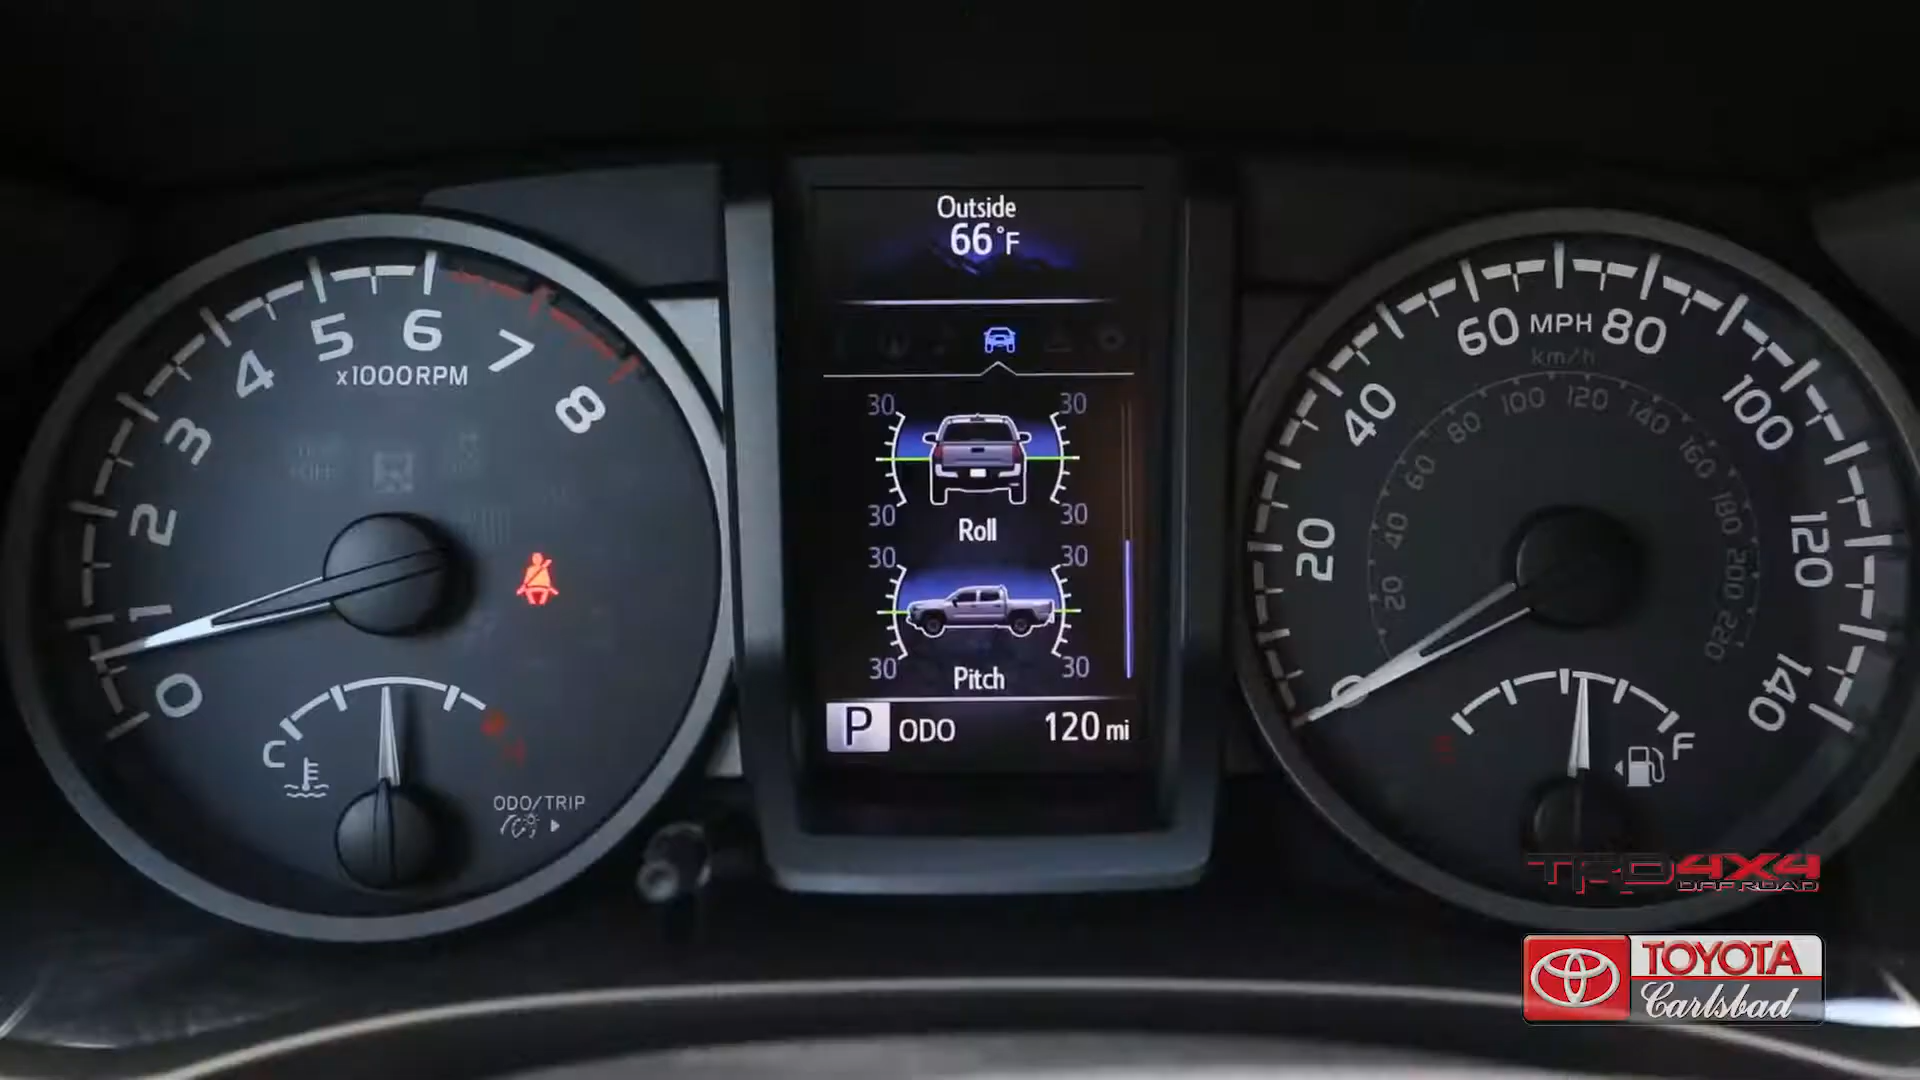 Outside
66°F
30 30
30 30
Roll
30 30
30 30
Pitch
P ODO 120 mi
0 1 2 3 4 5 6 7 8
x1000RPM
C
ODO/TRIP
0 20 40 60 80 100 120 140
MPH
km/h
20 40 60 80 100 120 140 160 180 200 220
F
TFD4X4
OFF ROAD
TOYOTA
Carlsbad